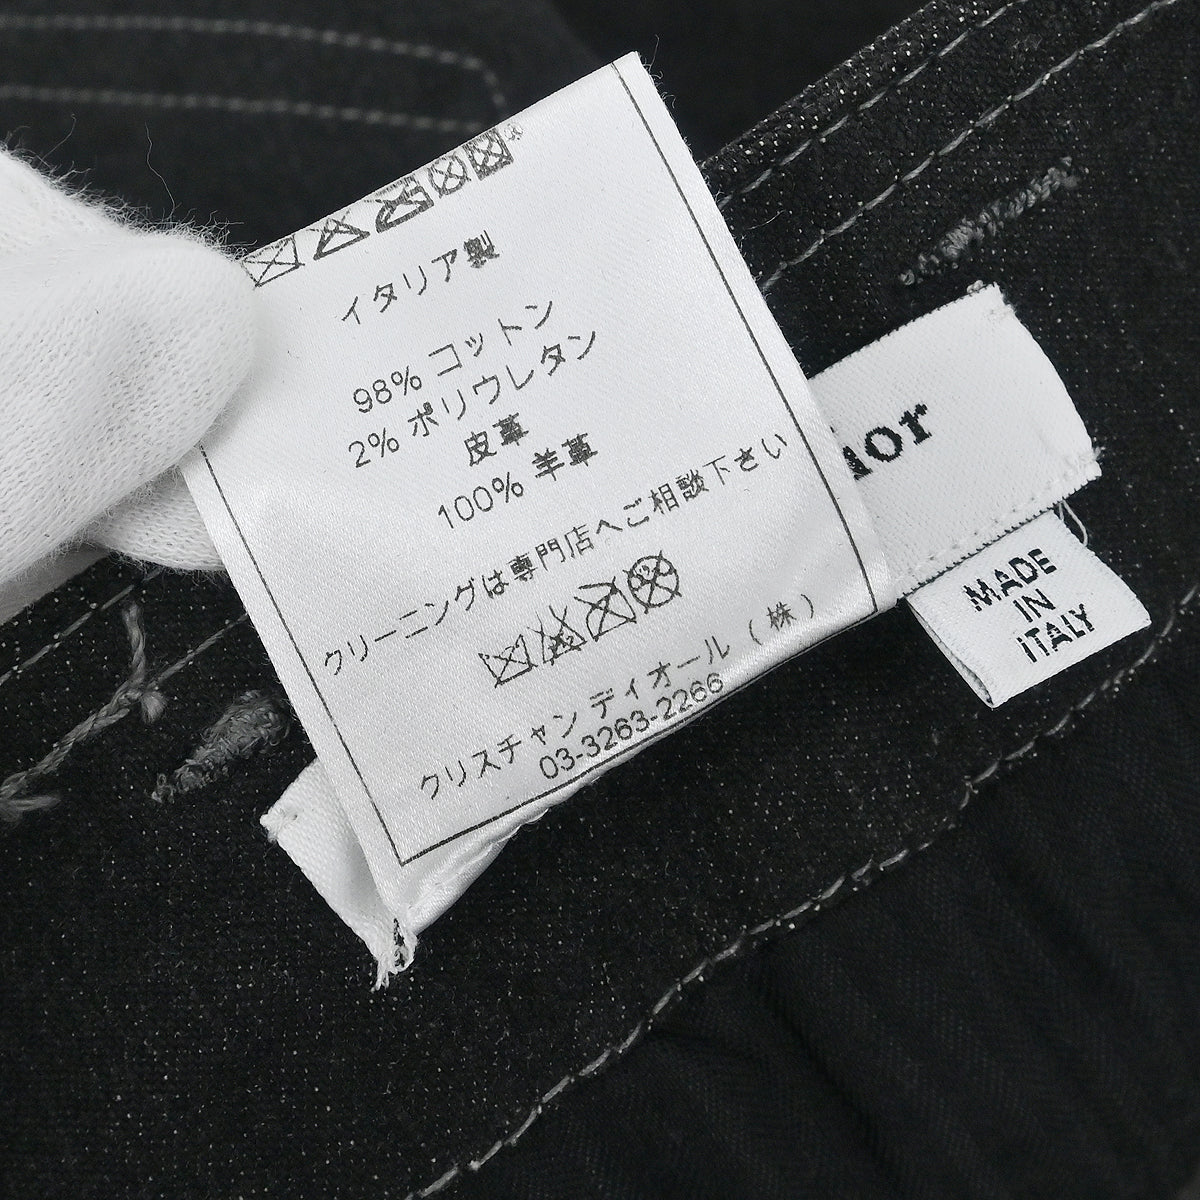 イタリア製
98% コットン
2% ポリウレタン
皮革
100% 羊革
クリーニングは専門店へご相談下さい
クリスチャン ディオール (株)
03-3263-2266
MADE
IN
ITALY